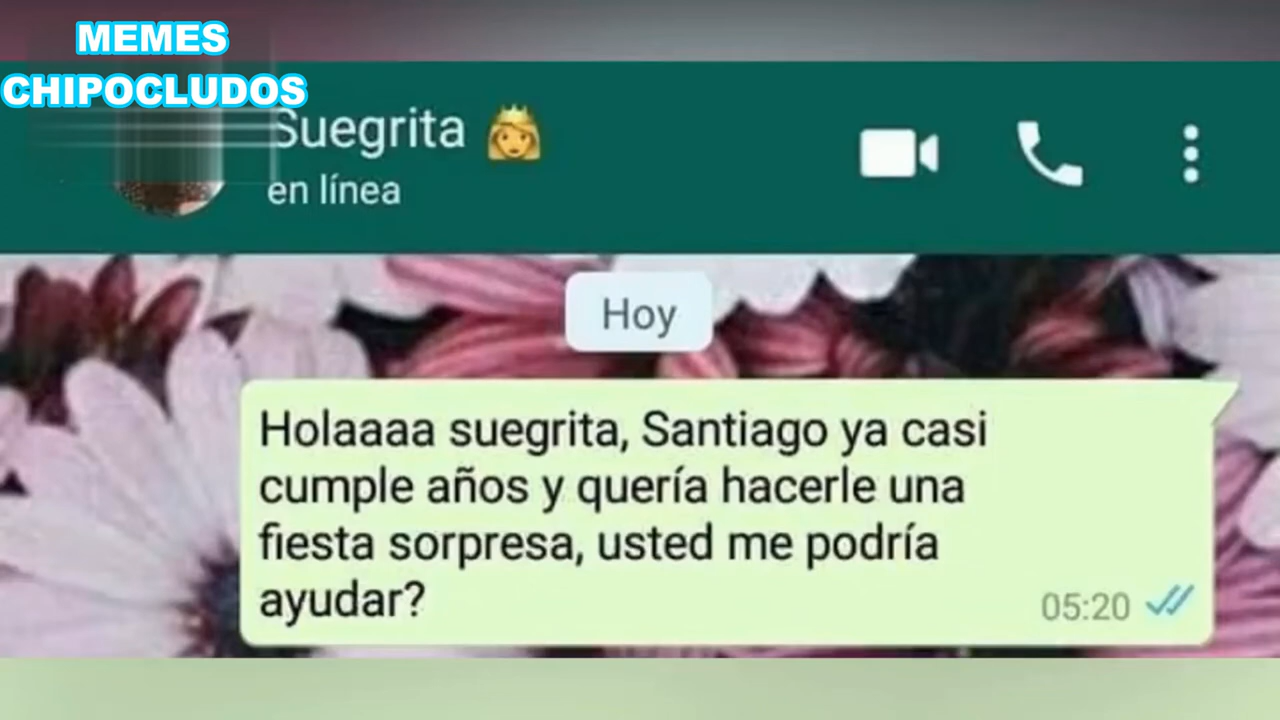 MEMES
CHIPOCLUDOS
Suegrita
en línea
Hoy
Holaaaa suegrita, Santiago ya casi
cumple años y quería hacerle una
fiesta sorpresa, usted me podría
ayudar?
05:20